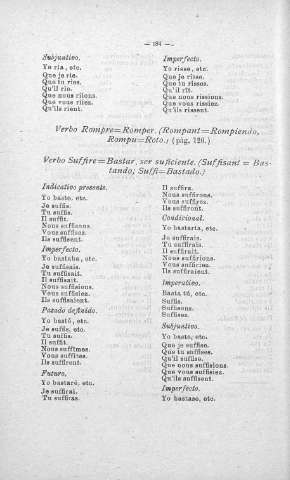 — 184 —
Subjuntivo.
Yo ria, etc.
Que je rie.
Que tu ries.
Qu'il rie.
Que nous riions.
Que vous riiez.
Qu'ils rient.
Imperfecto.
Yo riese, etc.
Que je risse.
Que tu risses.
Qu'il rît.
Que nous rissions.
Que vous rissiez.
Qu'ils rissent.
Verbo Rompre=Romper. (Rompant=Rompiendo,
Rompu=Roto.) (pág, 126.)
Verbo Suffire=Bastar, ser suficiente. (Suffisant = Bas-
tando, Suffi=Bastado.)
Indicativo presente.
Yo basto, etc.
Je suffis.
Tu suffis.
Il suffit.
Nous suffisons.
Vous suffisez.
Ils suffisent.
Imperfecto.
Yo bastaba, etc.
Je suffisais.
Tu suffisais.
Il suffisait.
Nous suffisions.
Vous suffisiez.
Ils suffisaient.
Pasado definido.
Yo basté, etc.
Je suffis, etc.
Tu suffis.
Il suffit.
Nous suffîmes.
Vous suffîtes.
Ils suffirent.
Futuro.
Yo bastaré, etc.
Je suffirai.
Tu suffiras.
Il suffira.
Nous suffirons.
Vous suffirez.
Ils suffiront.
Condicional.
Yo bastaria, etc.
Je suffirais.
Tu suffirais.
Il suffirait.
Nous suffirions.
Vous suffiriez.
Ils suffiraient.
Imperativo.
Basta tú, etc.
Suffis.
Suffisons.
Suffisez.
Subjuntivo.
Yo baste, etc.
Que je suffise.
Que tu suffises.
Qu'il suffise.
Que nous suffisions.
Que vous suffisiez.
Qu'ils suffisent.
Imperfecto.
Yo bastase, etc.